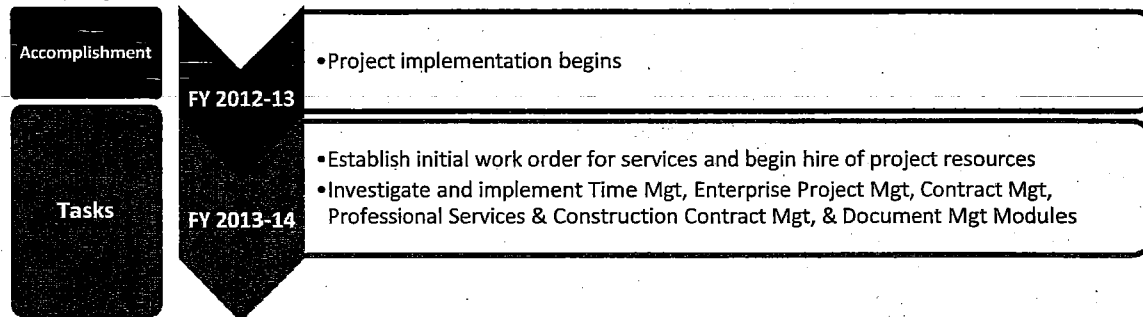 Accomplishment
FY 2012-13
•Project implementation begins
Tasks
FY 2013-14
•Establish initial work order for services and begin hire of project resources
•Investigate and implement Time Mgt, Enterprise Project Mgt, Contract Mgt,
Professional Services & Construction Contract Mgt, & Document Mgt Modules